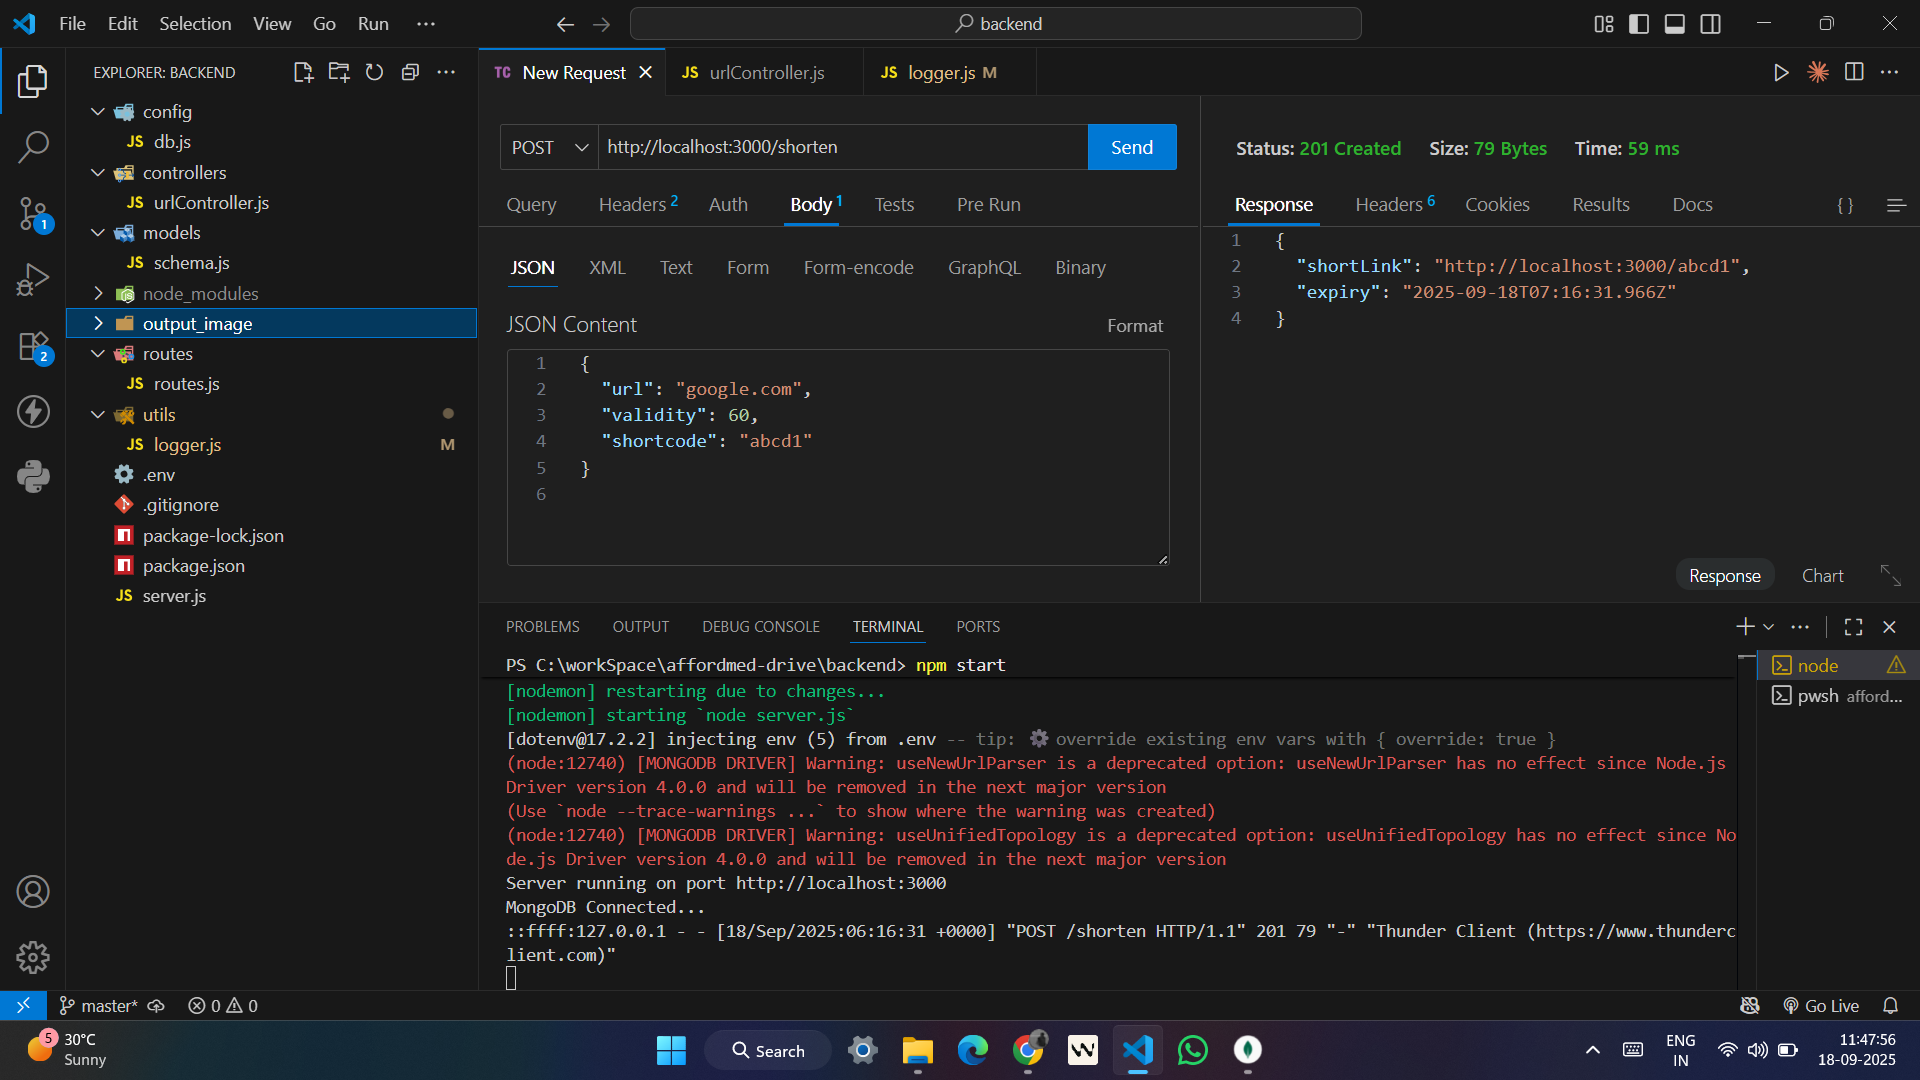 File Edit Selection View Go Run ...
backend
EXPLORER: BACKEND
config
JS db.js
controllers
JS urlController.js
models
JS schema.js
node_modules
output_image
routes
JS routes.js
utils
JS logger.js M
.env
.gitignore
package-lock.json
package.json
JS server.js
1
2
TC New Request
JS urlController.js
JS logger.js M
POST http://localhost:3000/shorten Send
Query Headers 2 Auth Body 1 Tests Pre Run
JSON XML Text Form Form-encode GraphQL Binary
JSON Content Format
1 {
2 "url": "google.com",
3 "validity": 60,
4 "shortcode": "abcd1"
5 }
6
Status: 201 Created Size: 79 Bytes Time: 59 ms
Response Headers 6 Cookies Results Docs { }
1 {
2 "shortLink": "http://localhost:3000/abcd1",
3 "expiry": "2025-09-18T07:16:31.966Z"
4 }
Response Chart
PROBLEMS OUTPUT DEBUG CONSOLE TERMINAL PORTS
PS C:\workSpace\affordmed-drive\backend> npm start
[nodemon] restarting due to changes...
[nodemon] starting `node server.js`
[dotenv@17.2.2] injecting env (5) from .env -- tip: ⚙️ override existing env vars with { override: true }
(node:12740) [MONGODB DRIVER] Warning: useNewUrlParser is a deprecated option: useNewUrlParser has no effect since Node.js
Driver version 4.0.0 and will be removed in the next major version
(Use `node --trace-warnings ...` to show where the warning was created)
(node:12740) [MONGODB DRIVER] Warning: useUnifiedTopology is a deprecated option: useUnifiedTopology has no effect since No
de.js Driver version 4.0.0 and will be removed in the next major version
Server running on port http://localhost:3000
MongoDB Connected...
::ffff:127.0.0.1 - - [18/Sep/2025:06:16:31 +0000] "POST /shorten HTTP/1.1" 201 79 "-" "Thunder Client (https://www.thunderc
lient.com)"
node
pwsh afford...
master* 0 0 Go Live
5
30°C
Sunny
Search
ENG
IN
11:47:56
18-09-2025